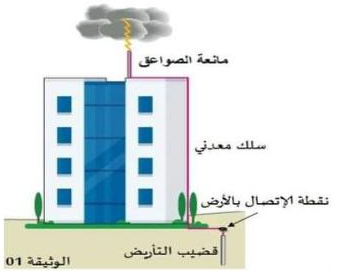 مانعة الصواعق
سلك معدني
نقطة الإتصال بالأرض
قضيب التأريض
الوثيقة 01